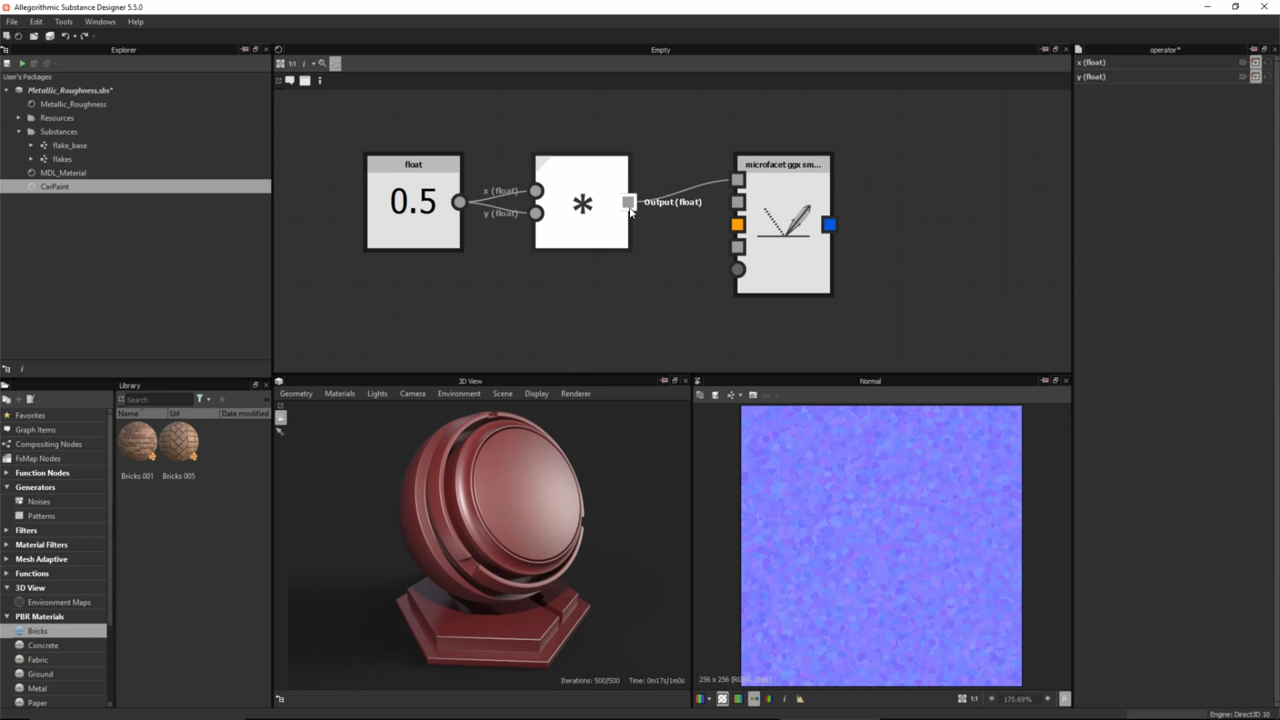 Allegorithmic Substance Designer 5.5.0
File Edit Tools Windows Help
Explorer
User's Packages
Metallic_Roughness.sbs*
Metallic_Roughness
Resources
Substances
flake_base
flakes
MDL_Material
CarPaint
Empty
1:1
float
0.5
x (float)
y (float)
*
Output (float)
microfacet ggx sm...
operator*
x (float)
y (float)
Library
Favorites
Graph Items
Compositing Nodes
FxMap Nodes
Function Nodes
Generators
Noises
Patterns
Filters
Material Filters
Mesh Adaptive
Functions
3D View
Environment Maps
PBR Materials
Bricks
Concrete
Fabric
Ground
Metal
Paper
Search
Name Url Date modified
Bricks 001 Bricks 005
3D View
Geometry Materials Lights Camera Environment Scene Display Renderer
Iterations: 500/500 Time: 0m17s/1m0s
Normal
256 x 256
1:1 175.69%
Engine: Direct3D 10